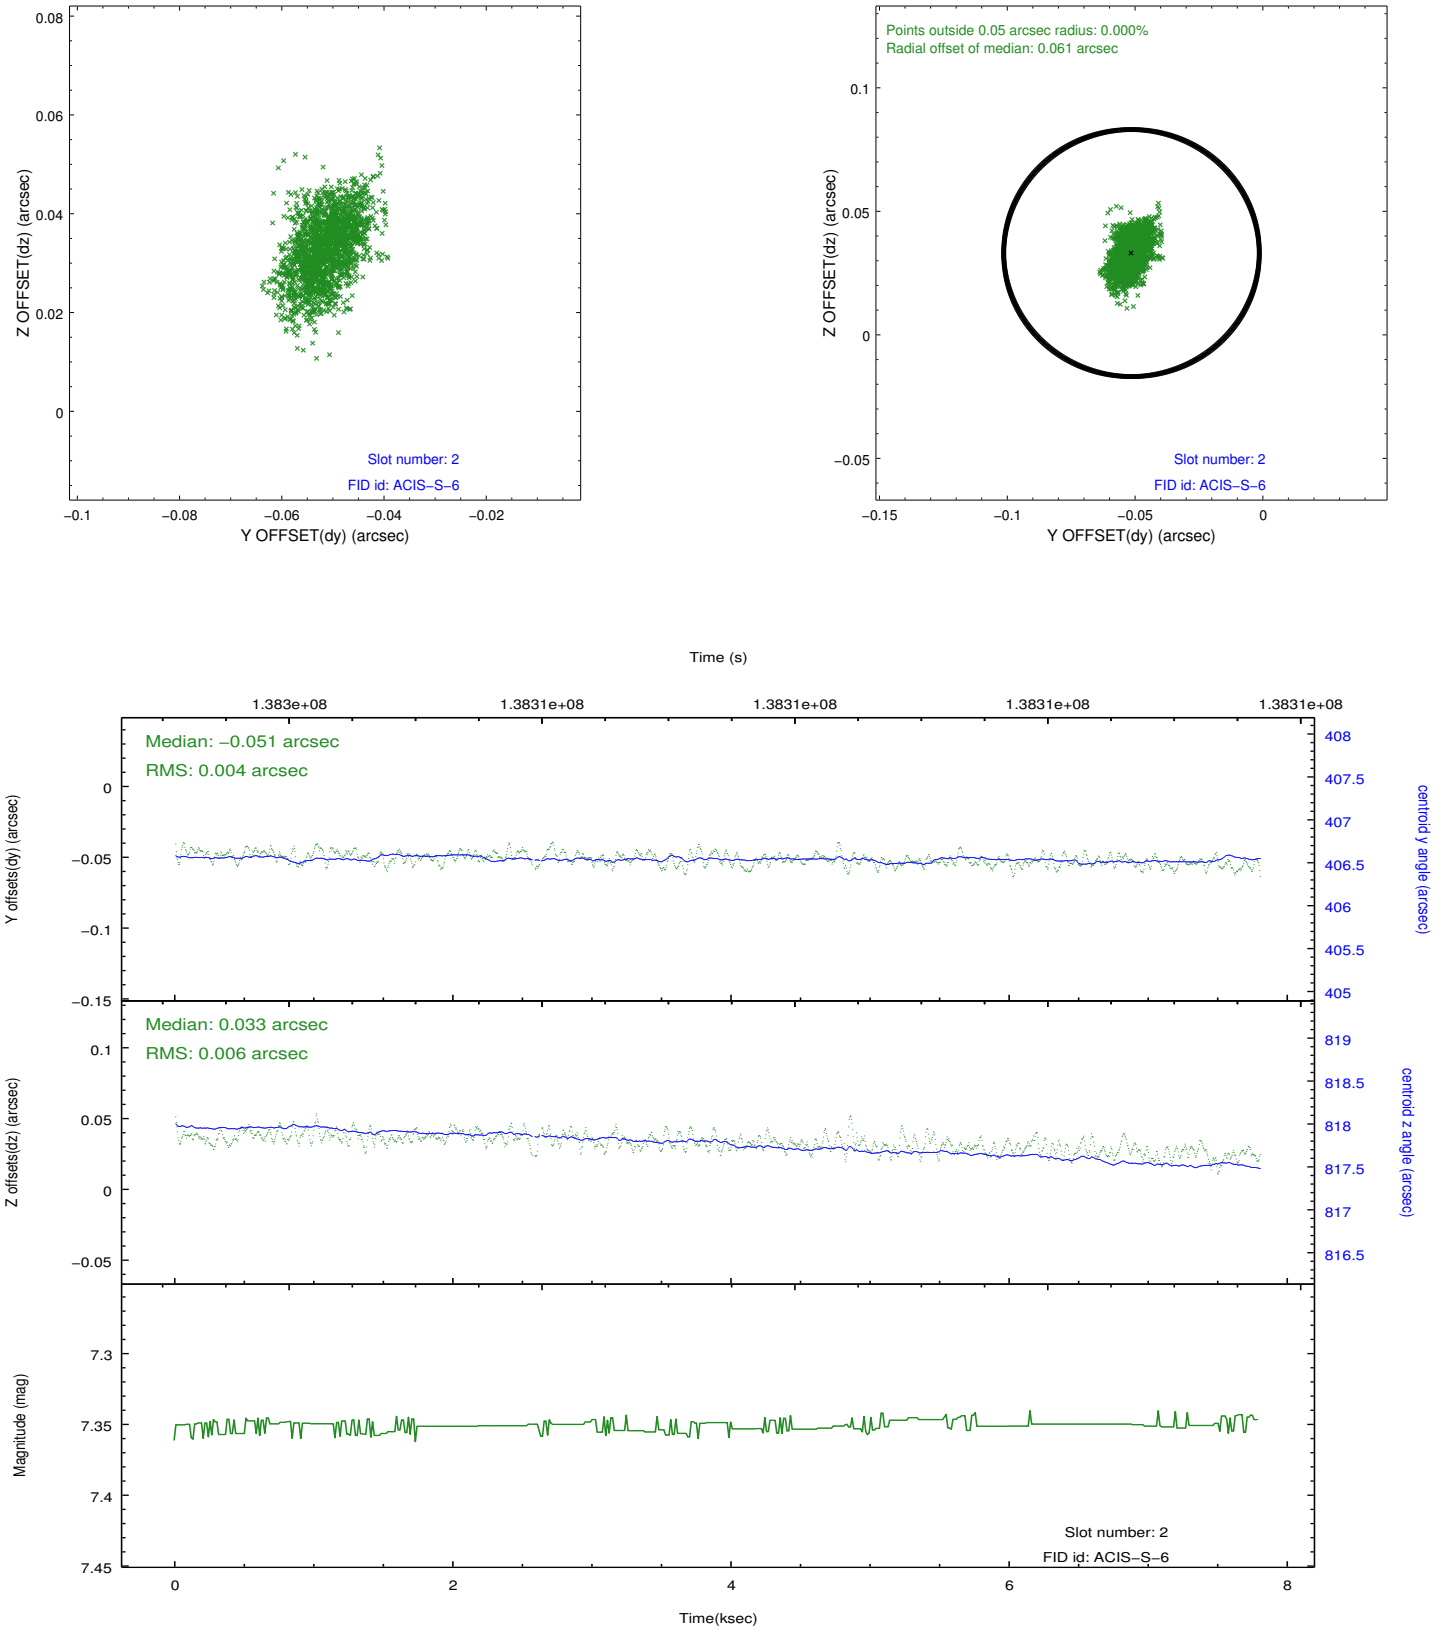 0.08
0.06
0.04
0.02
0
Z OFFSET(dz) (arcsec)
Slot number: 2
FID id: ACIS−S−6
−0.1 −0.08 −0.06 −0.04 −0.02
Y OFFSET(dy) (arcsec)
Points outside 0.05 arcsec radius: 0.000%
Radial offset of median: 0.061 arcsec
0.1
0.05
0
−0.05
Z OFFSET(dz) (arcsec)
Slot number: 2
FID id: ACIS−S−6
−0.15 −0.1 −0.05 0
Y OFFSET(dy) (arcsec)
Time (s)
1.383e+08 1.3831e+08 1.3831e+08 1.3831e+08 1.3831e+08
Median: −0.051 arcsec
RMS: 0.004 arcsec
0
−0.05
−0.1
−0.15
Y offsets(dy) (arcsec)
408
407.5
407
406.5
406
405.5
405
centroid y angle (arcsec)
Median: 0.033 arcsec
RMS: 0.006 arcsec
0.1
0.05
0
−0.05
Z offsets(dz) (arcsec)
819
818.5
818
817.5
817
816.5
centroid z angle (arcsec)
7.3
7.35
7.4
7.45
Magnitude (mag)
Slot number: 2
FID id: ACIS−S−6
0 2 4 6 8
Time(ksec)